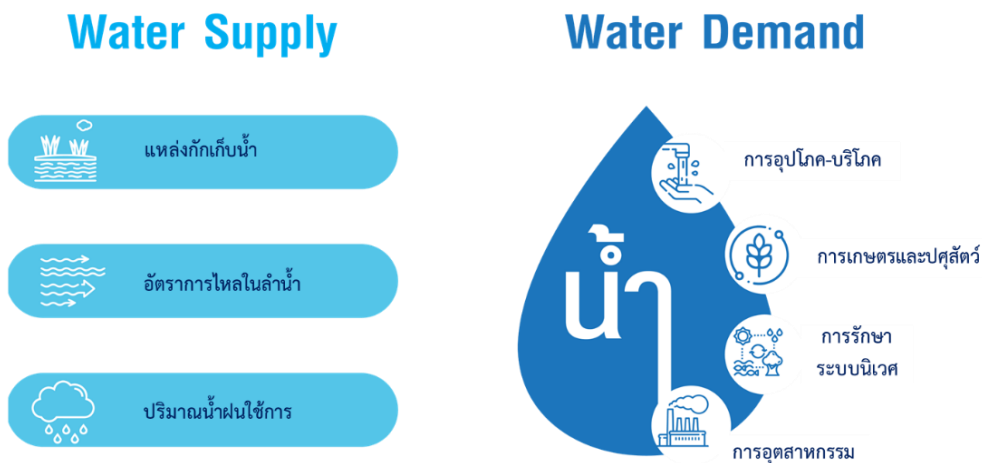 Water Supply
Water Demand
แหล่งกักเก็บน้ำ
อัตราการไหลในลำน้ำ
ปริมาณน้ำฝนใช้การ
น้ำ
การอุปโภค-บริโภค
การเกษตรและปศุสัตว์
การรักษา
ระบบนิเวศ
การอุตสาหกรรม